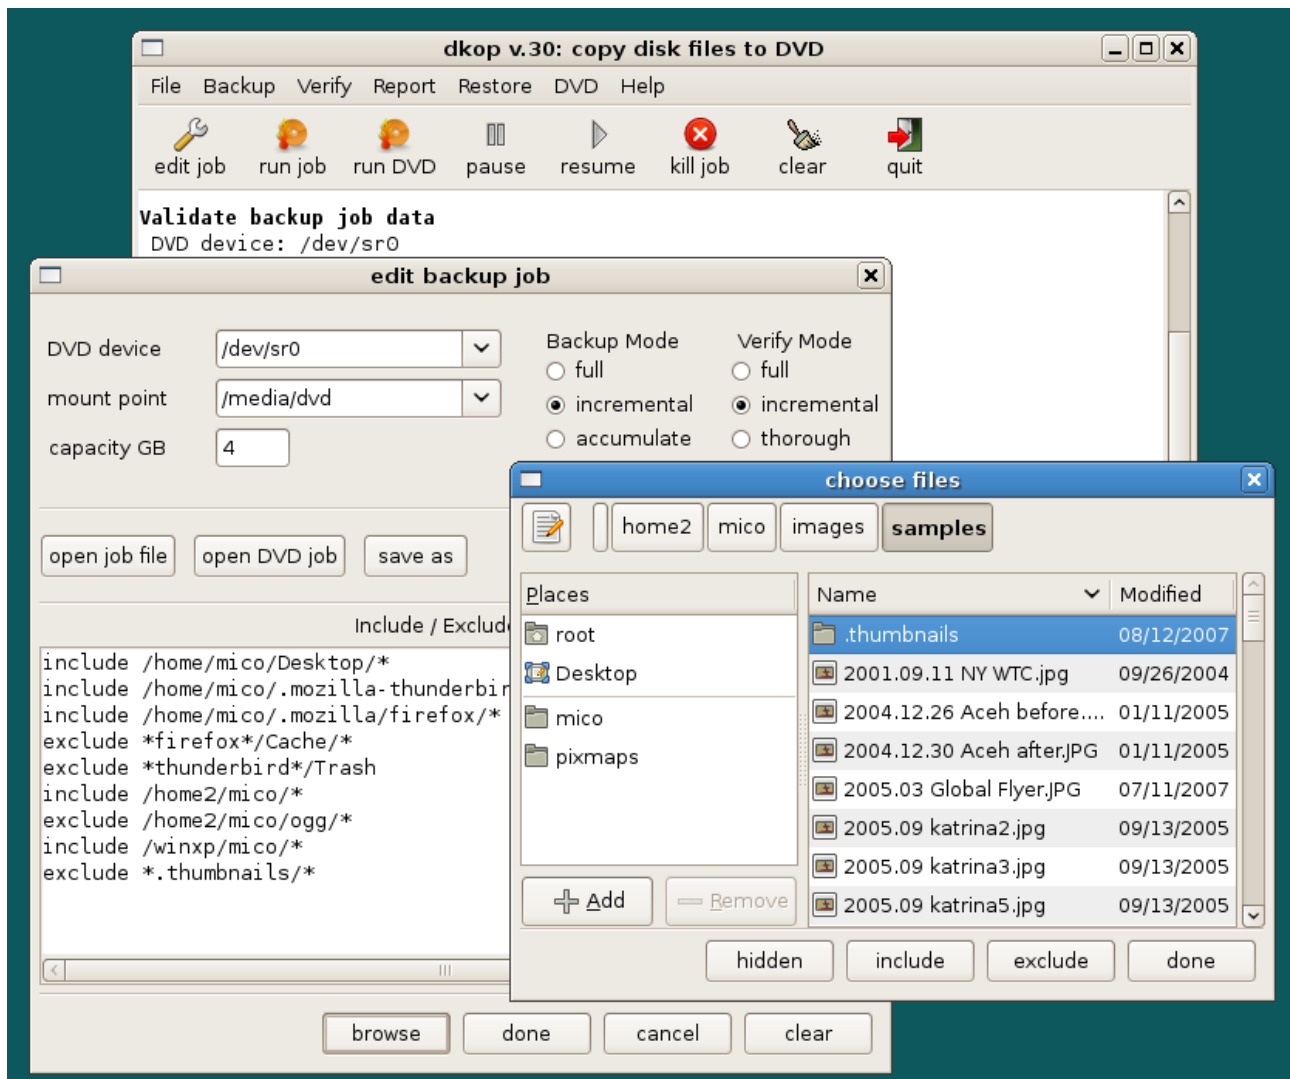 dkop v.30: copy disk files to DVD
File Backup Verify Report Restore DVD Help
edit job run job run DVD pause resume kill job clear quit
Validate backup job data
DVD device: /dev/sr0
edit backup job
DVD device /dev/sr0
mount point /media/dvd
capacity GB 4
Backup Mode
full
incremental
accumulate
Verify Mode
full
incremental
thorough
open job file open DVD job save as
Include /
include /home/mico/Desktop/*
include /home/mico/.mozilla-thunderbir
include /home/mico/.mozilla/firefox/*
exclude *firefox*/Cache/*
exclude *thunderbird*/Trash
include /home2/mico/*
exclude /home2/mico/ogg/*
include /winxp/mico/*
exclude *.thumbnails/*
browse done cancel clear
choose files
home2 mico images samples
Places
root
Desktop
mico
pixmaps
Add Remove
Name Modified
.thumbnails 08/12/2007
2001.09.11 NY WTC.jpg 09/26/2004
2004.12.26 Aceh before.... 01/11/2005
2004.12.30 Aceh after.JPG 01/11/2005
2005.03 Global Flyer.JPG 07/11/2007
2005.09 katrina2.jpg 09/13/2005
2005.09 katrina3.jpg 09/13/2005
2005.09 katrina5.jpg 09/13/2005
hidden include exclude done